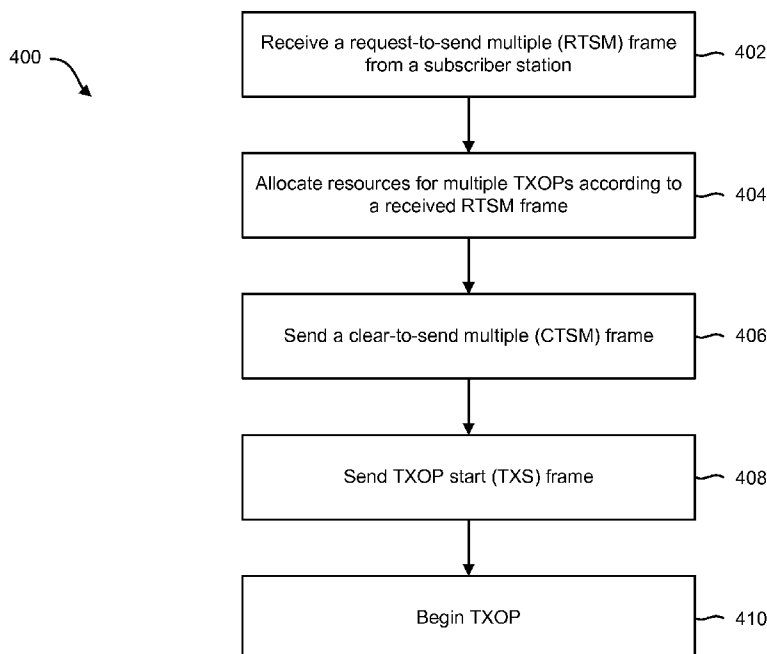 400
Receive a request-to-send multiple (RTSM) frame
from a subscriber station
402
Allocate resources for multiple TXOPs according to
a received RTSM frame
404
Send a clear-to-send multiple (CTSM) frame
406
Send TXOP start (TXS) frame
408
Begin TXOP
410